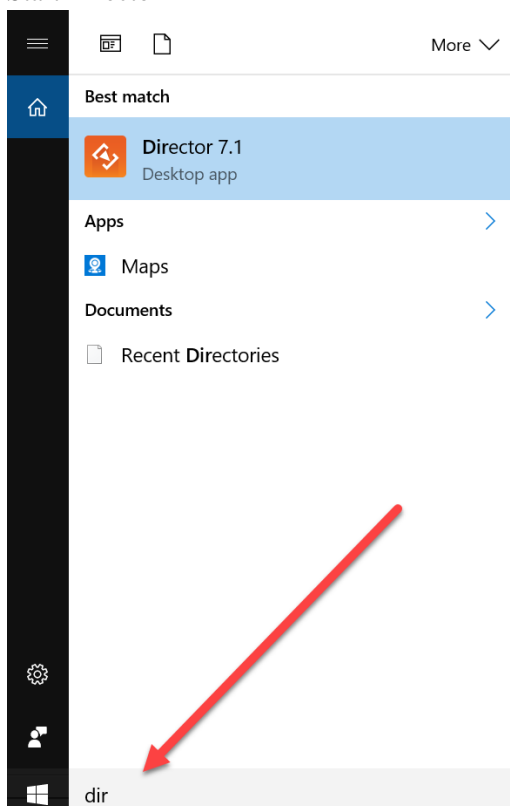 More
Best match
Director 7.1
Desktop app
Apps
Maps
Documents
Recent Directories
dir